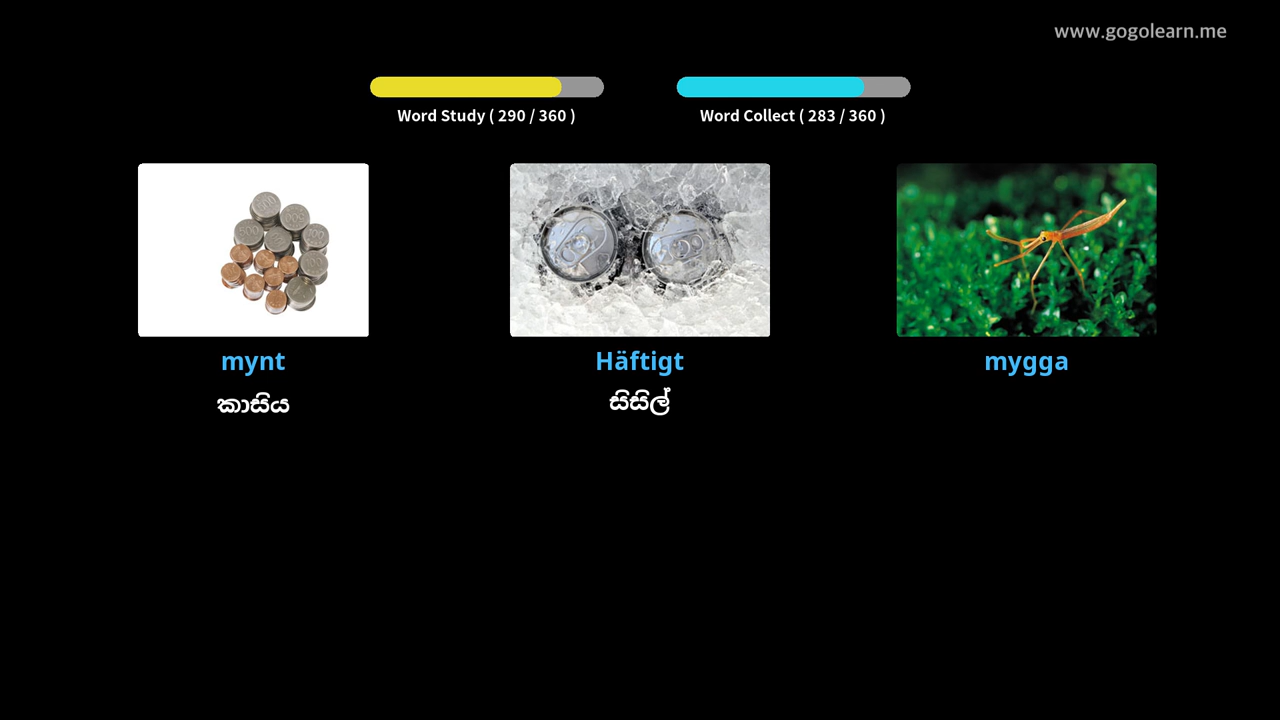 www.gogolearn.me
Word Study ( 290 / 360 )
Word Collect ( 283 / 360 )
mynt
Häftigt
mygga
කාසිය
සිසිල්